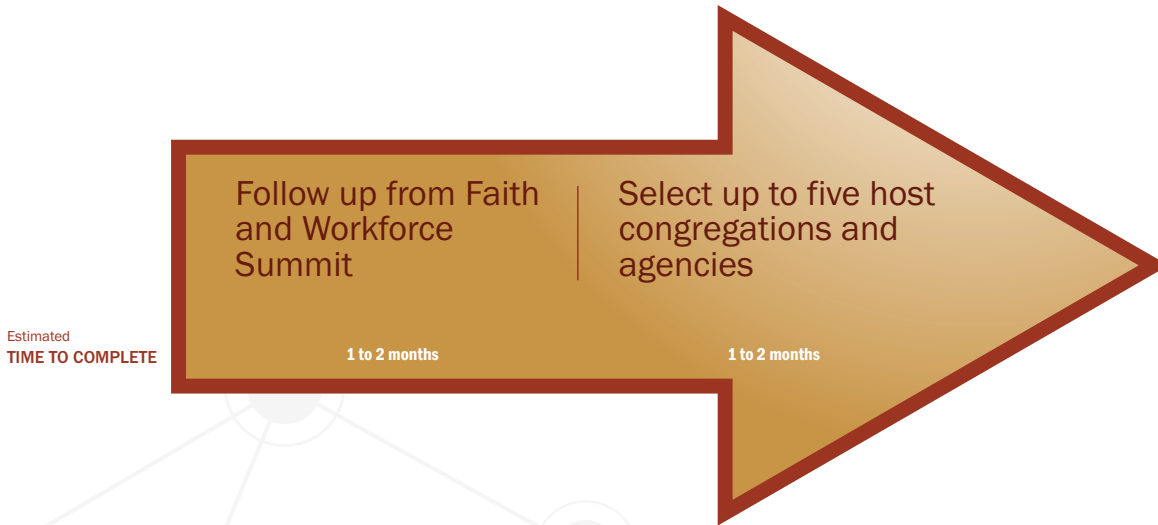 Follow up from Faith
and Workforce
Summit
Select up to five host
congregations and
agencies
Estimated
TIME TO COMPLETE
1 to 2 months
1 to 2 months